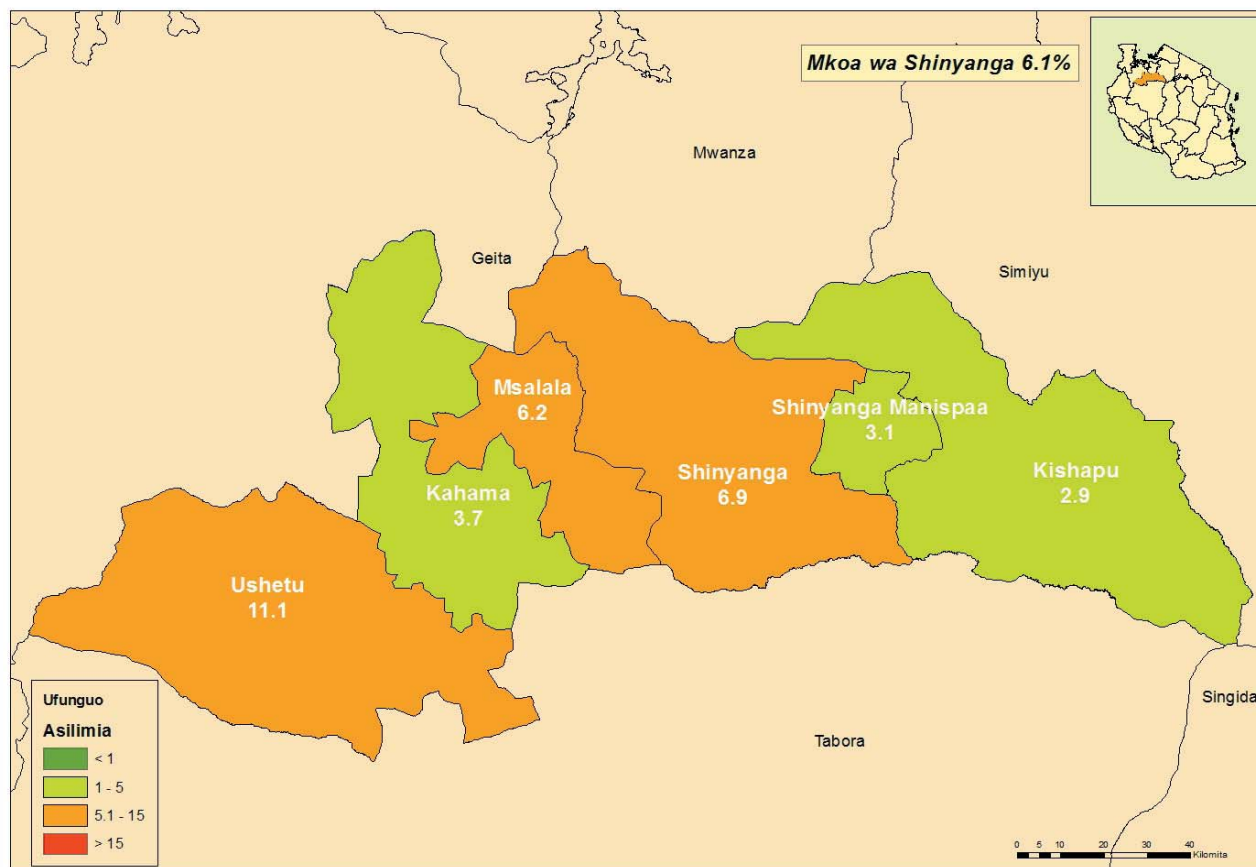 Mkoa wa Shinyanga 6.1%
Mwanza
Geita
Simiyu
Msalala
6.2
Shinyanga Manispaa
3.1
Shinyanga
6.9
Kishapu
2.9
Kahama
3.7
Ushetu
11.1
Tabora
Singida
Ufunguo
Asilimia
< 1
1 - 5
5.1 - 15
> 15
0 5 10 20 30 40
Kilomita